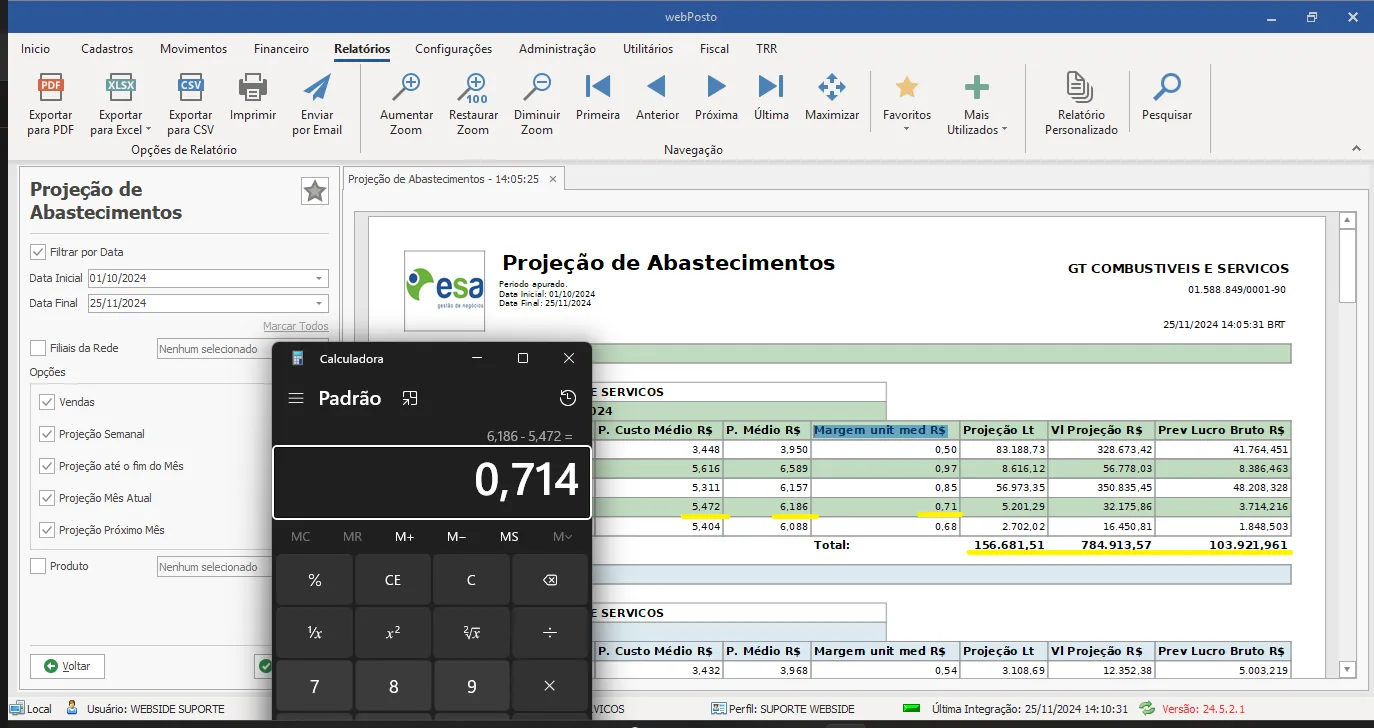 webPosto
Inicio Cadastros Movimentos Financeiro Relatórios Configurações Administração Utilitários Fiscal TRR
PDF XLSX CSV 100
Exportar para PDF
Exportar para Excel
Exportar para CSV
Imprimir
Enviar por Email
Aumentar Zoom
Restaurar Zoom
Diminuir Zoom
Primeira
Anterior
Próxima
Última
Maximizar
Favoritos
Mais Utilizados
Relatório Personalizado
Pesquisar
Opções de Relatório
Navegação
Projeção de
Abastecimentos
Filtrar por Data
Data Inicial 01/10/2024
Data Final 25/11/2024
Marcar Todos
Filiais da Rede Nenhum selecionado
Opções
Vendas
Projeção Semanal
Projeção até o fim do Mês
Projeção Mês Atual
Projeção Próximo Mês
Produto Nenhum selecionado
Voltar
Projeção de Abastecimentos - 14:05:25
esa
gestão de negócios
Projeção de Abastecimentos
Periodo apurado.
Data Inicial: 01/10/2024
Data Final: 25/11/2024
GT COMBUSTIVEIS E SERVICOS
01.588.849/0001-90
25/11/2024 14:05:31 BRT
E SERVICOS
024
P. Custo Médio R$ P. Médio R$ Margem unit med R$ Projeção Lt Vl Projeção R$ Prev Lucro Bruto R$
3,448 3,950 0,50 83.188,73 328.673,42 41.764,451
5,616 6,589 0,97 8.616,12 56.778,03 8.386,463
5,311 6,157 0,85 56.973,35 350.835,45 48.208,328
5,472 6,186 0,71 5.201,29 32.175,86 3.714,216
5,404 6,088 0,68 2.702,02 16.450,81 1.848,503
Total: 156.681,51 784.913,57 103.921,961
E SERVICOS
P. Custo Médio R$ P. Médio R$ Margem unit med R$ Projeção Lt Vl Projeção R$ Prev Lucro Bruto R$
3,432 3,968 0,54 3.108,69 12.352,38 5.003,219
Calculadora
Padrão
6,186 - 5,472 =
0,714
MC MR M+ M− MS M
% CE C
¹/x x² ²√x ÷
7 8 9 ×
Local Usuário: WEBSIDE SUPORTE VICOS Perfil: SUPORTE WEBSIDE Última Integração: 25/11/2024 14:10:31 Versão: 24.5.2.1